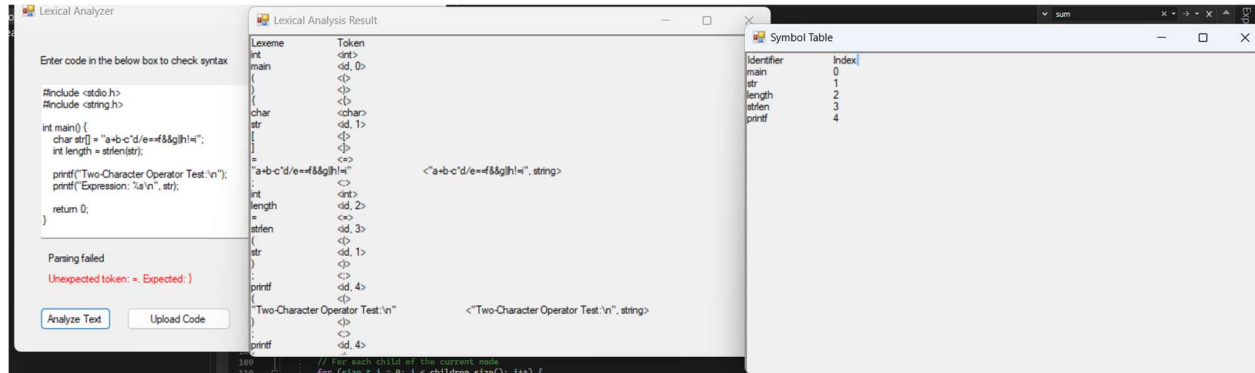 Lexical Analyzer
Enter code in the below box to check syntax
#include <stdio.h>
#include <string.h>
int main() {
char str[] = "a+b-c*d/e==f&&g||h!=i";
int length = strlen(str);
printf("Two-Character Operator Test:\n");
printf("Expression: %s\n", str);
return 0;
}
Parsing failed
Unexpected token: =. Expected: }
Analyze Text Upload Code
Lexical Analysis Result
Lexeme Token
int <int>
main <id, 0>
( <(>
) <)>
{ <{>
char <char>
str <id, 1>
[ <[>
] <]>
= <=>
"a+b-c*d/e==f&&g||h!=i" <"a+b-c*d/e==f&&g||h!=i", string>
; <;>
int <int>
length <id, 2>
= <=>
strlen <id, 3>
( <(>
str <id, 1>
) <)>
; <;>
printf <id, 4>
( <(>
"Two-Character Operator Test:\n" <"Two-Character Operator Test:\n", string>
) <)>
; <;>
printf <id, 4>
sum
Symbol Table
Identifier Index
main 0
str 1
length 2
strlen 3
printf 4
109 // For each child of the current node
110 for (size_t i = 0; i < children.size(); i++) {